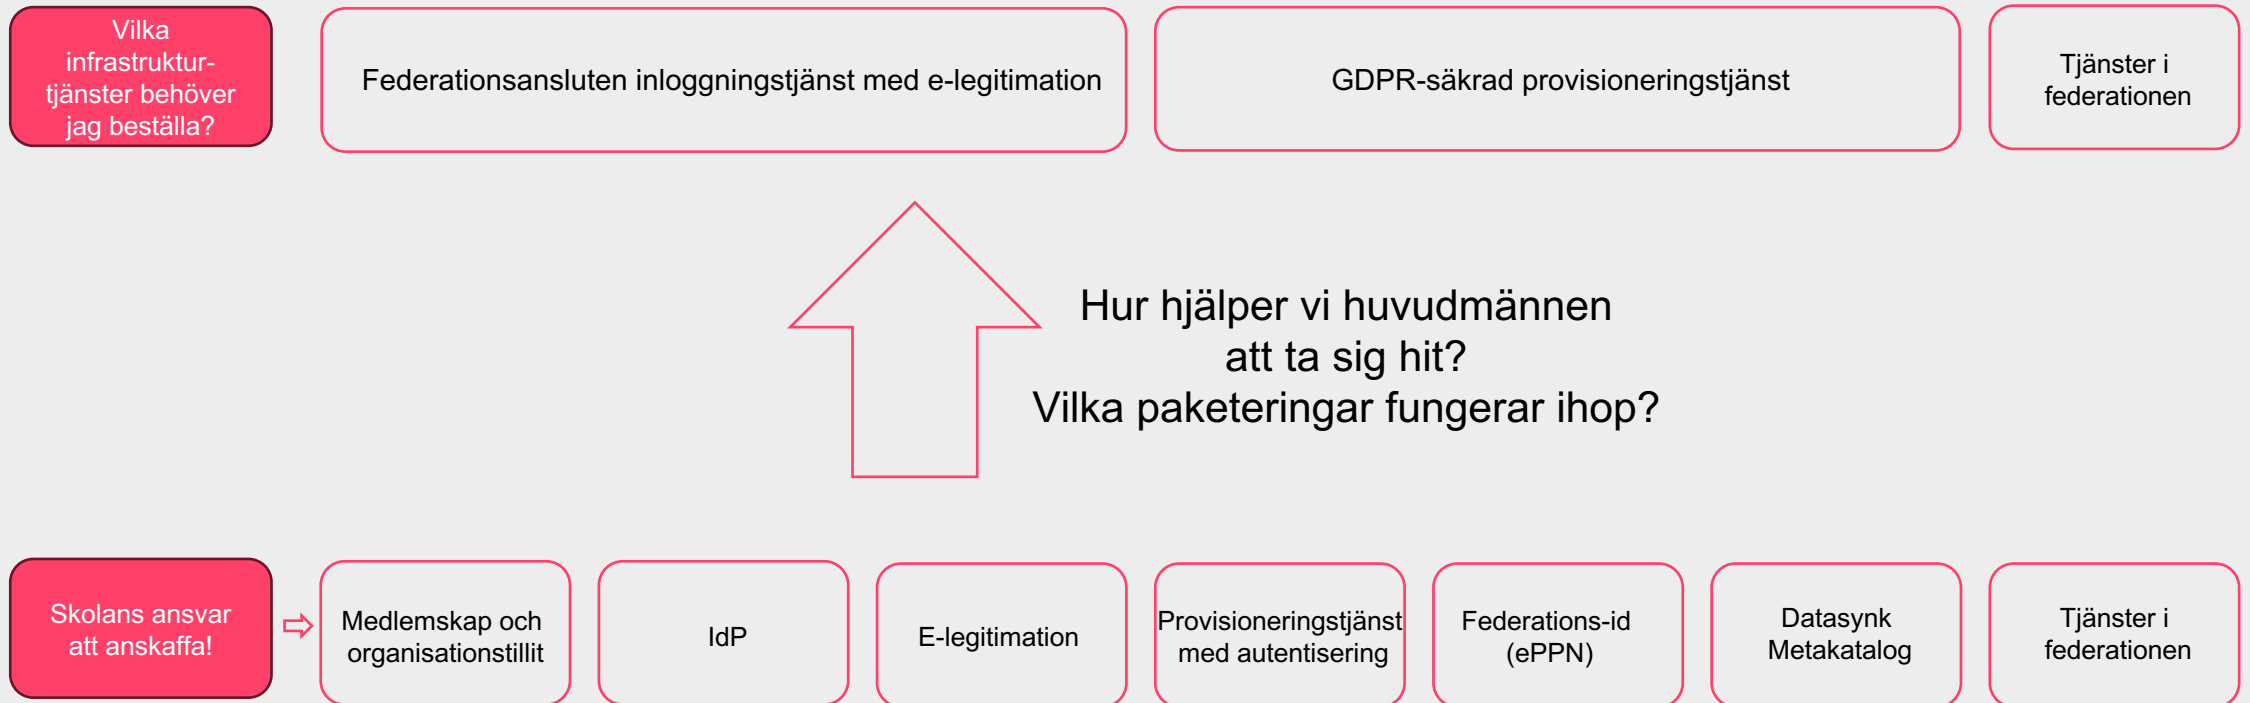 Vilka
infrastruktur-
tjänster behöver
jag beställa?
Federationsansluten inloggningstjänst med e-legitimation
GDPR-säkrad provisioneringstjänst
Tjänster i
federationen
Hur hjälper vi huvudmännen
att ta sig hit?
Vilka paketeringar fungerar ihop?
Skolans ansvar
att anskaffa!
Medlemskap och
organisationstillit
IdP
E-legitimation
Provisioneringstjänst
med autentisering
Federations-id
(ePPN)
Datasynk
Metakatalog
Tjänster i
federationen